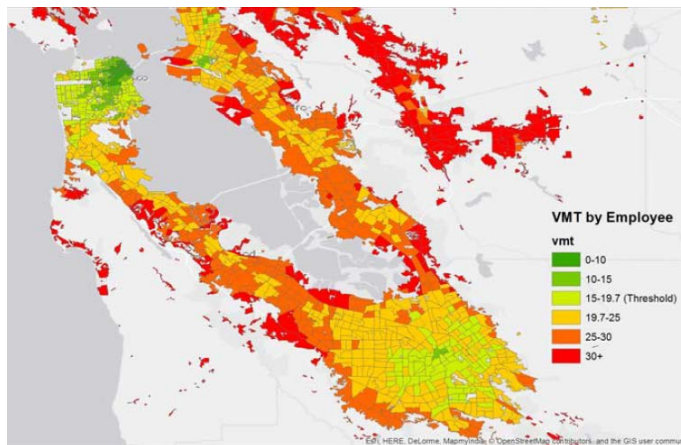 VMT by Employee
vmt
0-10
10-15
15-19.7 (Threshold)
19.7-25
25-30
30+
Esri, HERE, DeLorme, MapmyIndia, © OpenStreetMap contributors, and the GIS user commu